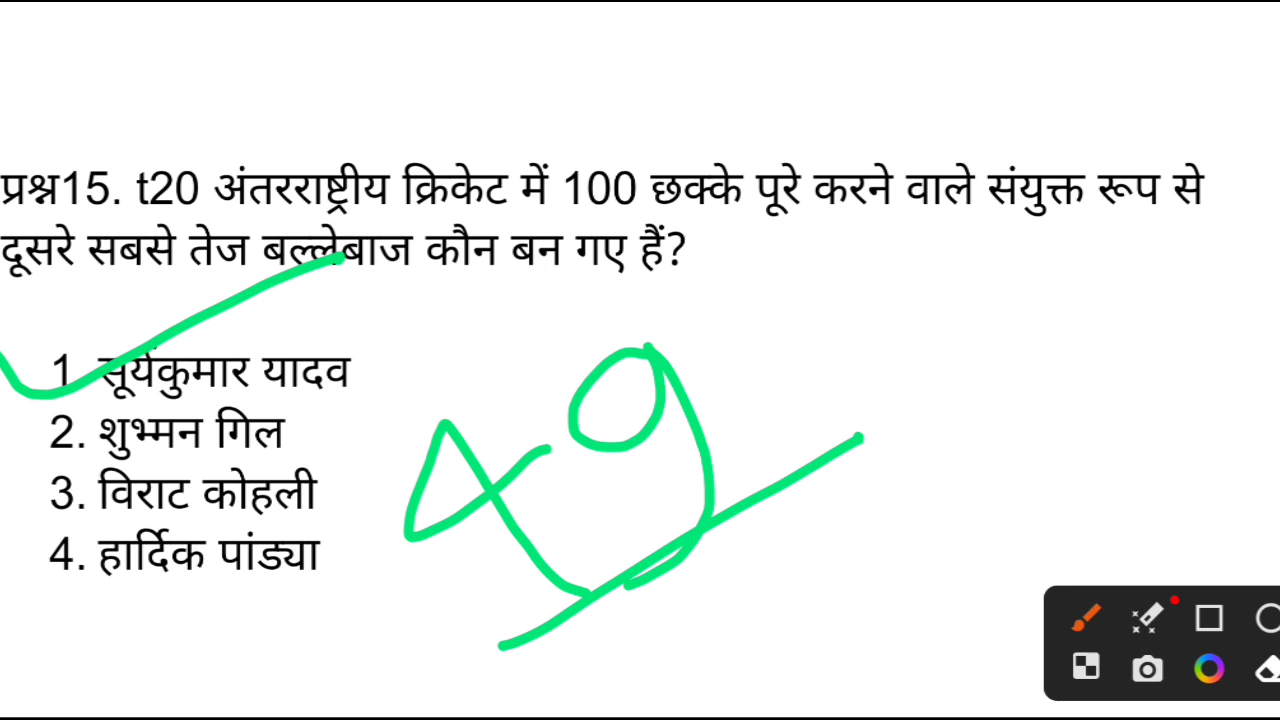 प्रश्न15. t20 अंतरराष्ट्रीय क्रिकेट में 100 छक्के पूरे करने वाले संयुक्त रूप से
दूसरे सबसे तेज बल्लेबाज कौन बन गए हैं?
1. सूर्यकुमार यादव
2. शुभ्मन गिल
49
3. विराट कोहली
4. हार्दिक पांड्या